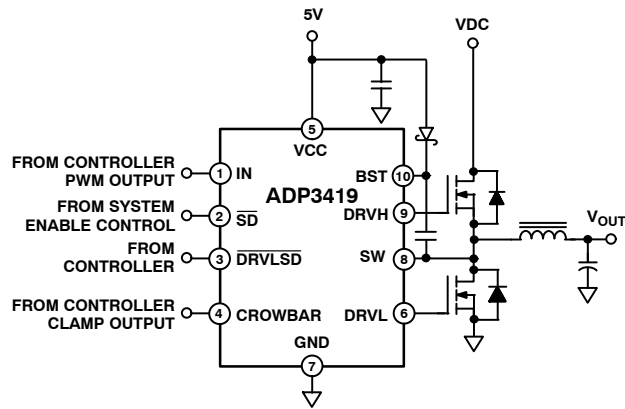 5V
VDC
5
VCC
FROM CONTROLLER
PWM OUTPUT
1
IN
ADP3419
BST
10
FROM SYSTEM
ENABLE CONTROL
2
SD
DRVH
9
VOUT
FROM
CONTROLLER
3
DRVLSD
SW
8
FROM CONTROLLER
CLAMP OUTPUT
4
CROWBAR
DRVL
6
GND
7